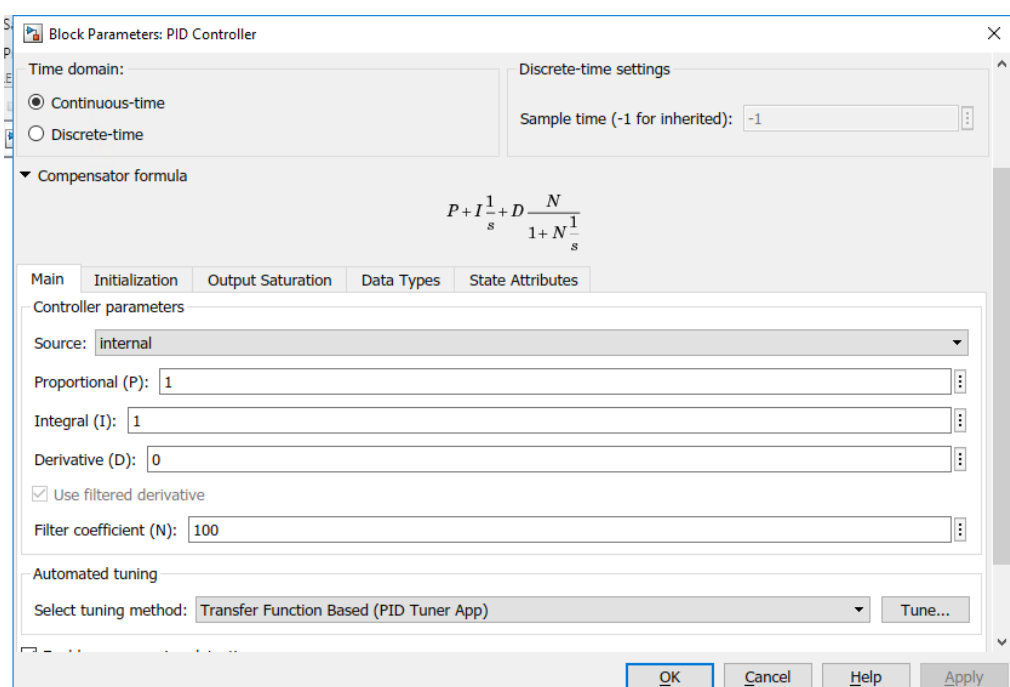 Block Parameters: PID Controller
Time domain:
Continuous-time
Discrete-time
Discrete-time settings
Sample time (-1 for inherited): -1
Compensator formula
P + I 1/s + D N/(1 + N 1/s)
Main Initialization Output Saturation Data Types State Attributes
Controller parameters
Source: internal
Proportional (P): 1
Integral (I): 1
Derivative (D): 0
Use filtered derivative
Filter coefficient (N): 100
Automated tuning
Select tuning method: Transfer Function Based (PID Tuner App) Tune...
OK Cancel Help Apply